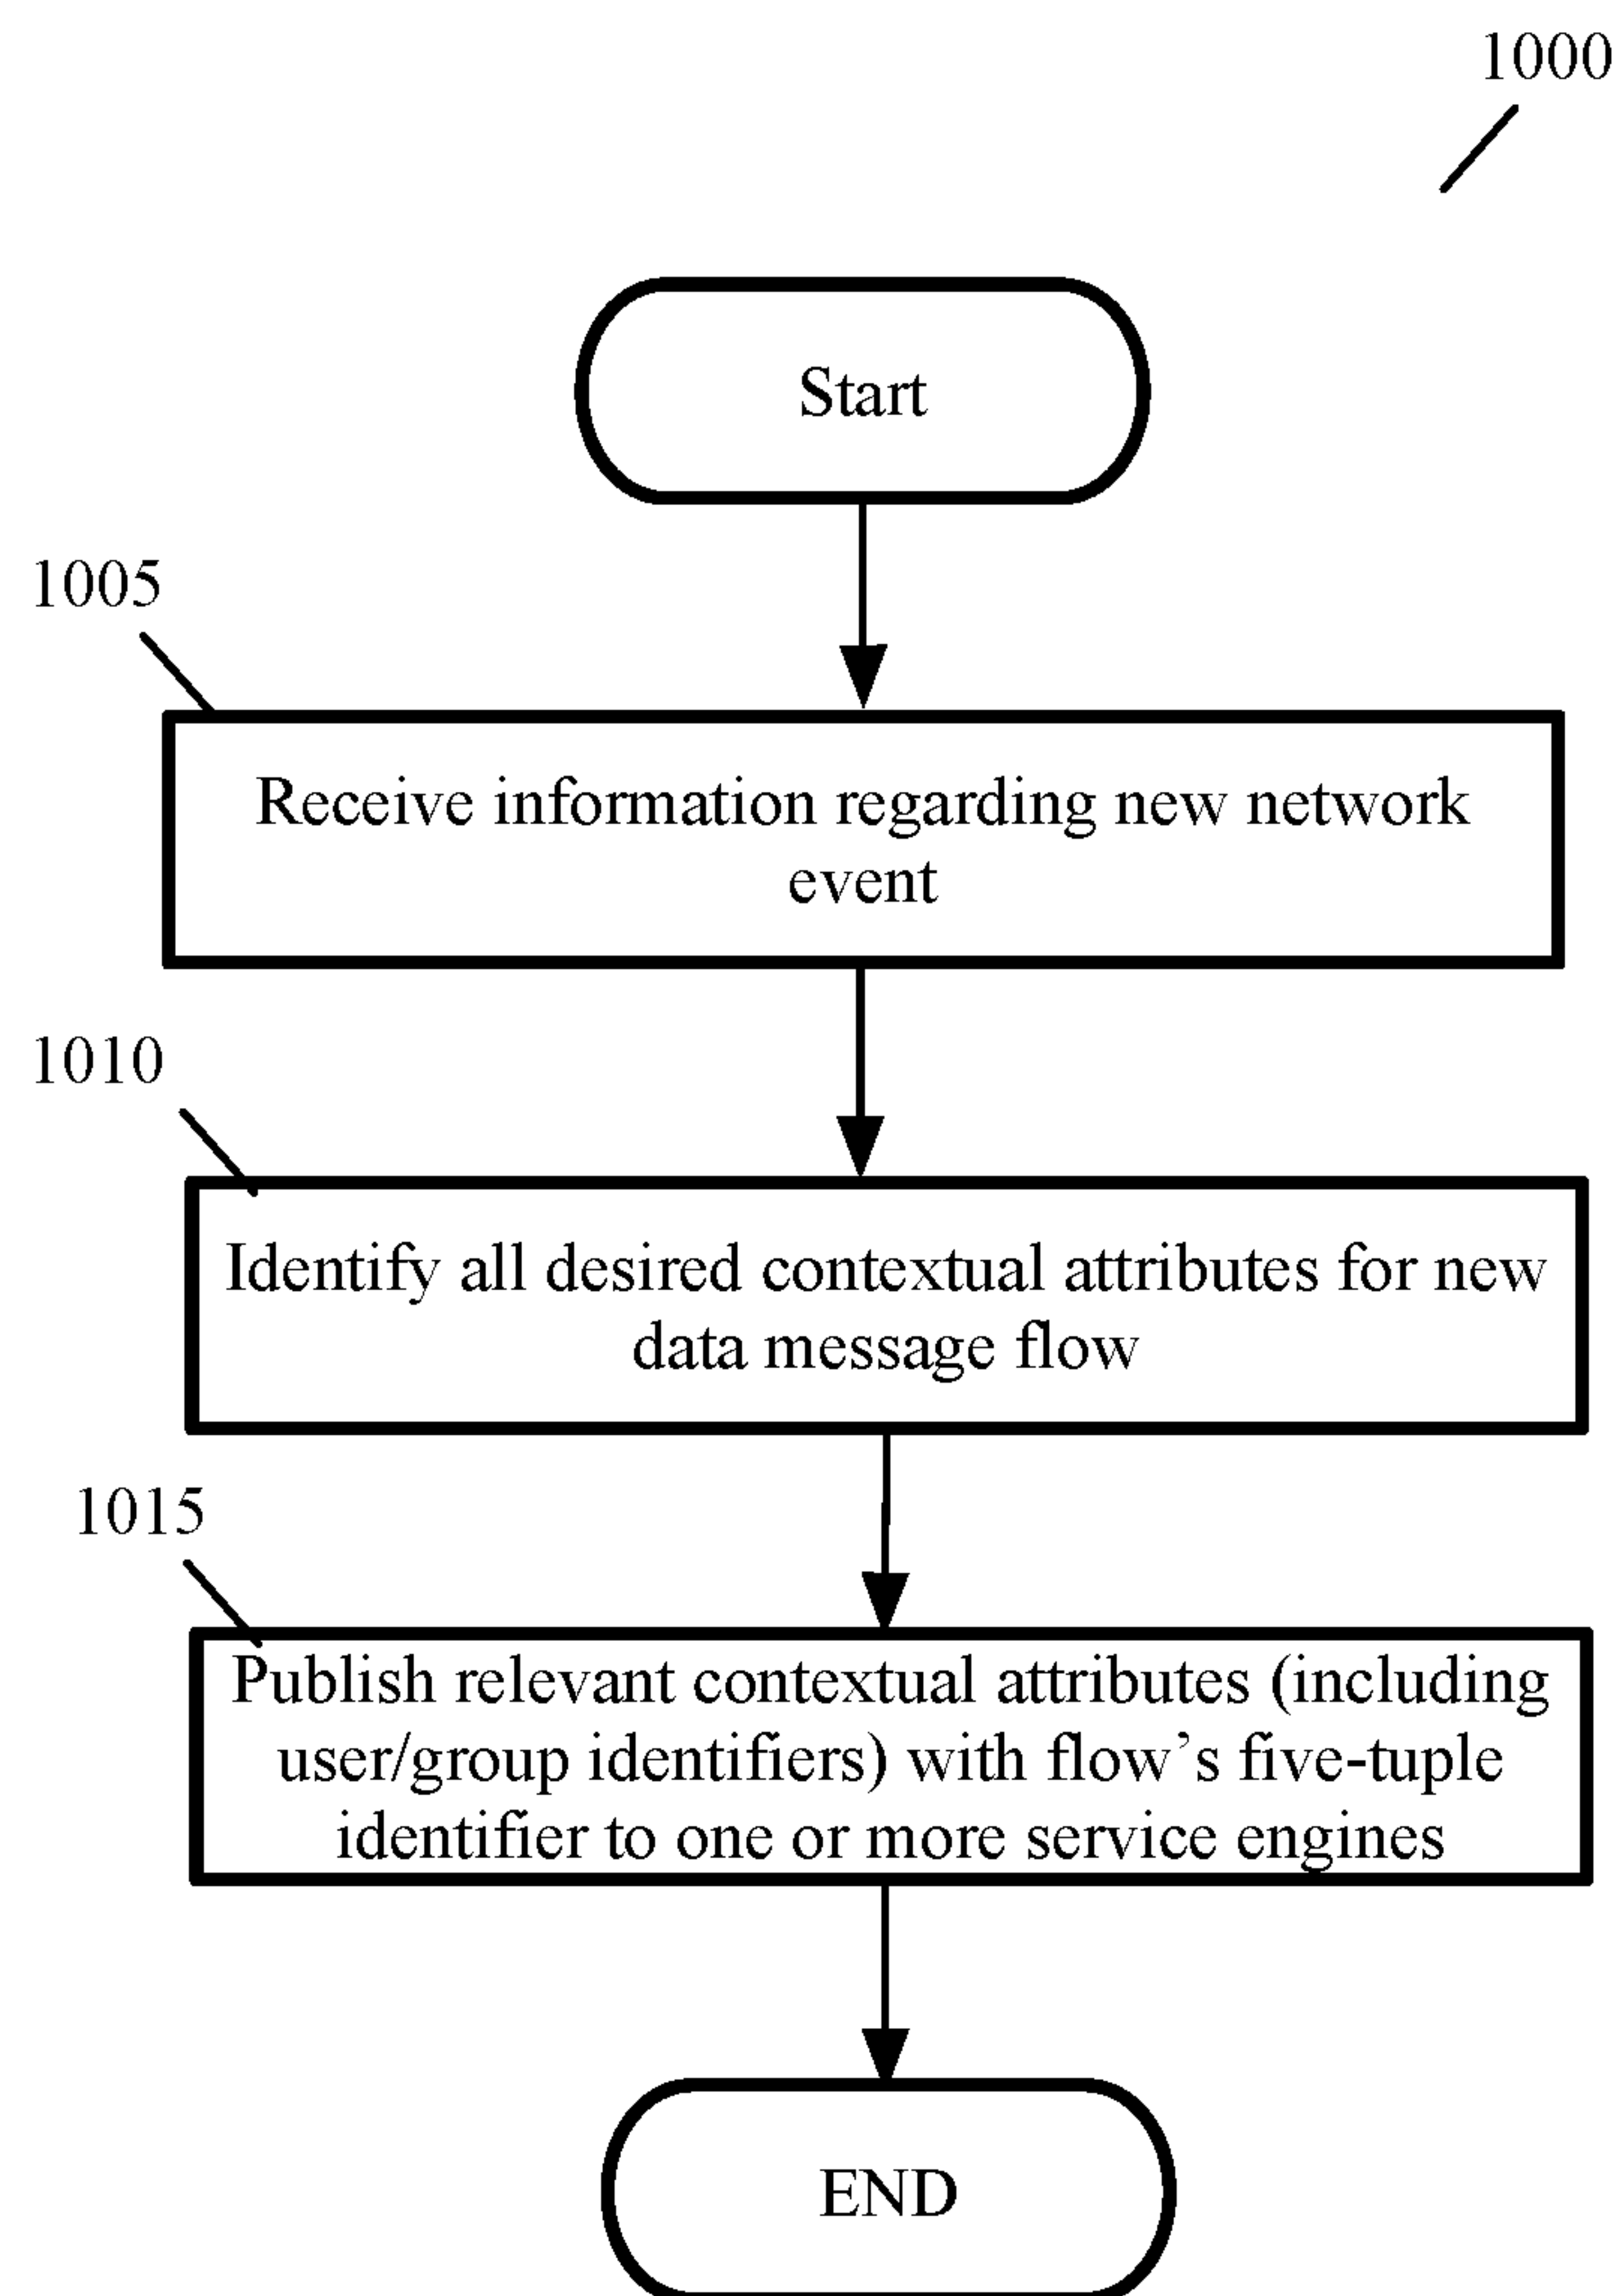 1000
Start
1005
Receive information regarding new network
event
1010
Identify all desired contextual attributes for new
data message flow
1015
Publish relevant contextual attributes (including
user/group identifiers) with flow’s five-tuple
identifier to one or more service engines
END